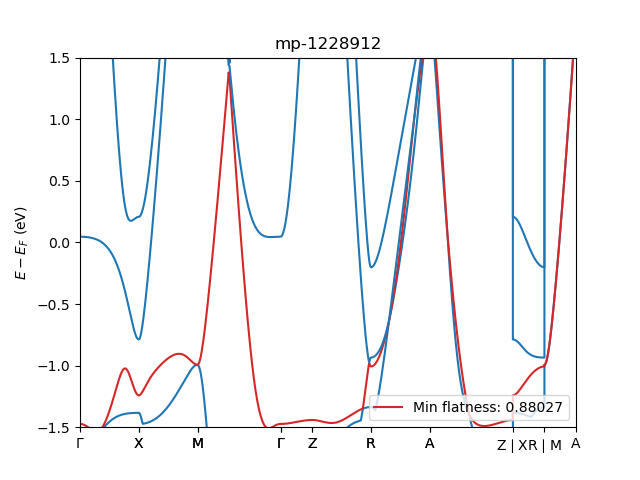 mp-1228912
E − E_F (eV)
1.5
1.0
0.5
0.0
−0.5
−1.0
−1.5
Min flatness: 0.88027
Γ X M Γ Z R A Z | XR | M A